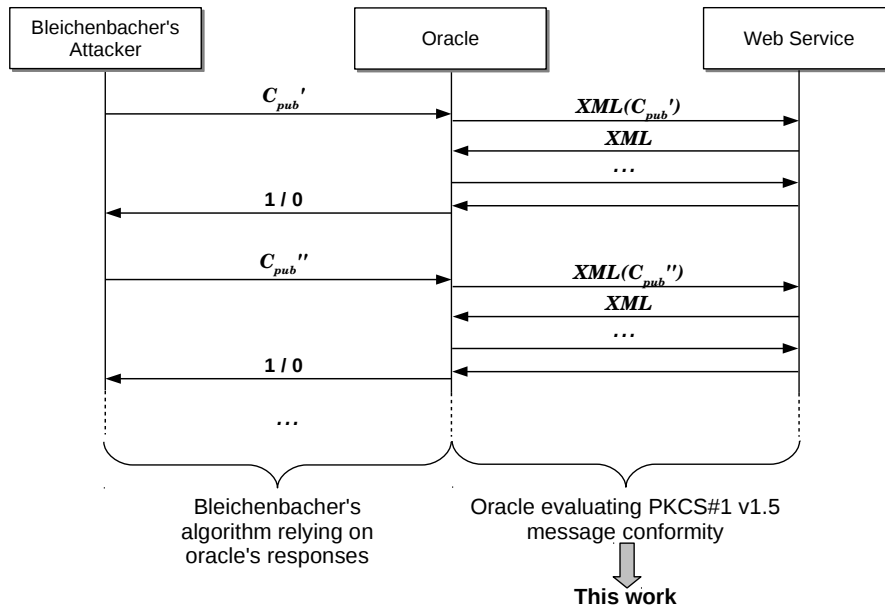 Bleichenbacher's
Attacker
Oracle
Web Service
C_pub'
XML(C_pub')
XML
...
1 / 0
C_pub''
XML(C_pub'')
XML
...
1 / 0
...
Bleichenbacher's
algorithm relying on
oracle's responses
Oracle evaluating PKCS#1 v1.5
message conformity
This work